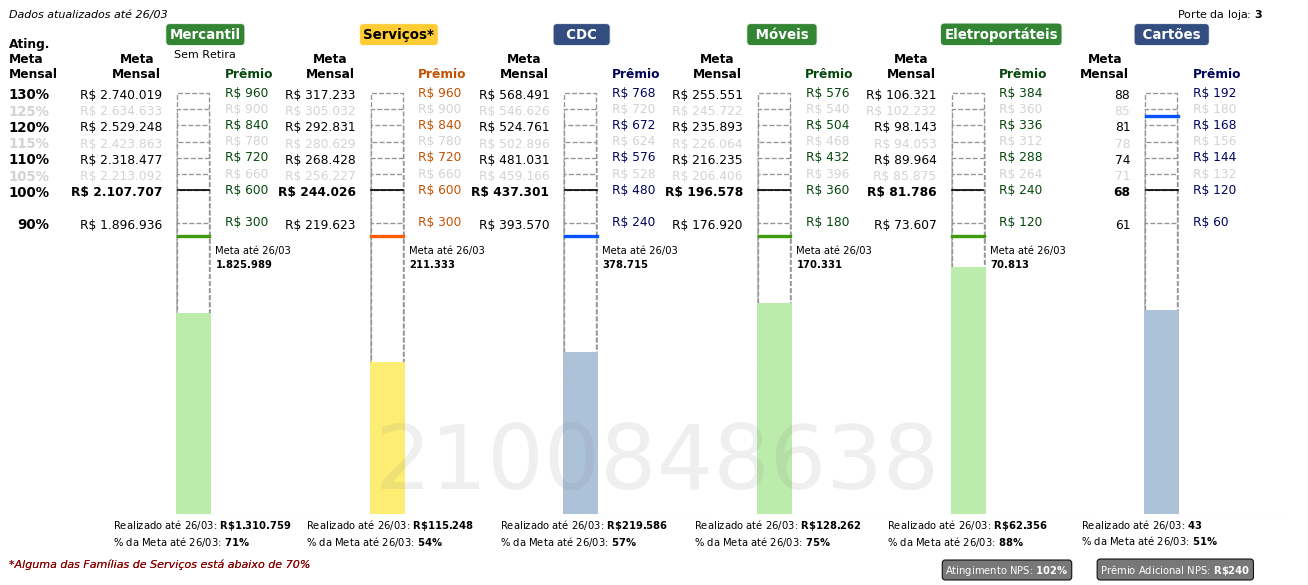 Dados atualizados até 26/03
Porte da loja: 3
Mercantil Serviços* CDC Móveis Eletroportáteis Cartões
Sem Retira
Ating. Meta Mensal
Meta Mensal Prêmio Meta Mensal Prêmio Meta Mensal Prêmio Meta Mensal Prêmio Meta Mensal Prêmio Meta Mensal Prêmio
130% R$ 2.740.019 R$ 960 R$ 317.233 R$ 960 R$ 568.491 R$ 768 R$ 255.551 R$ 576 R$ 106.321 R$ 384 88 R$ 192
125% R$ 2.634.633 R$ 900 R$ 305.032 R$ 900 R$ 546.626 R$ 720 R$ 245.722 R$ 540 R$ 102.232 R$ 360 85 R$ 180
120% R$ 2.529.248 R$ 840 R$ 292.831 R$ 840 R$ 524.761 R$ 672 R$ 235.893 R$ 504 R$ 98.143 R$ 336 81 R$ 168
115% R$ 2.423.863 R$ 780 R$ 280.629 R$ 780 R$ 502.896 R$ 624 R$ 226.064 R$ 468 R$ 94.053 R$ 312 78 R$ 156
110% R$ 2.318.477 R$ 720 R$ 268.428 R$ 720 R$ 481.031 R$ 576 R$ 216.235 R$ 432 R$ 89.964 R$ 288 74 R$ 144
105% R$ 2.213.092 R$ 660 R$ 256.227 R$ 660 R$ 459.166 R$ 528 R$ 206.406 R$ 396 R$ 85.875 R$ 264 71 R$ 132
100% R$ 2.107.707 R$ 600 R$ 244.026 R$ 600 R$ 437.301 R$ 480 R$ 196.578 R$ 360 R$ 81.786 R$ 240 68 R$ 120
90% R$ 1.896.936 R$ 300 R$ 219.623 R$ 300 R$ 393.570 R$ 240 R$ 176.920 R$ 180 R$ 73.607 R$ 120 61 R$ 60
Meta até 26/03 Meta até 26/03 Meta até 26/03 Meta até 26/03 Meta até 26/03
1.825.989 211.333 378.715 170.331 70.813
2100848638
Realizado até 26/03: R$1.310.759 Realizado até 26/03: R$115.248 Realizado até 26/03: R$219.586 Realizado até 26/03: R$128.262 Realizado até 26/03: R$62.356 Realizado até 26/03: 43
% da Meta até 26/03: 71% % da Meta até 26/03: 54% % da Meta até 26/03: 57% % da Meta até 26/03: 75% % da Meta até 26/03: 88% % da Meta até 26/03: 51%
*Alguma das Famílias de Serviços está abaixo de 70%
Atingimento NPS: 102% Prêmio Adicional NPS: R$240